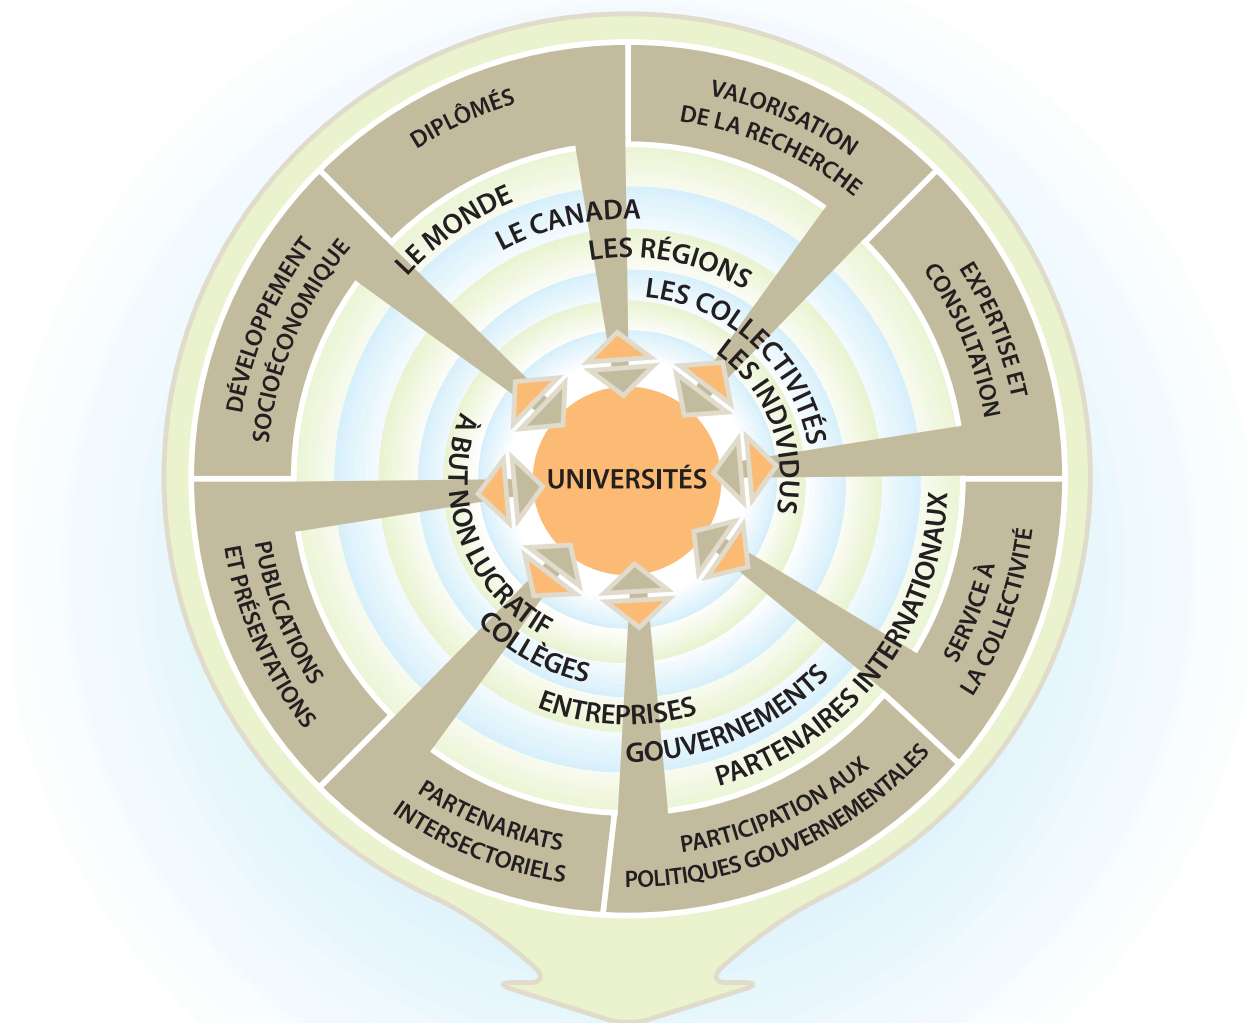 DIPLÔMÉS
VALORISATION
DE LA RECHERCHE
EXPERTISE ET
CONSULTATION
SERVICE À
LA COLLECTIVITÉ
PARTICIPATION AUX
POLITIQUES GOUVERNEMENTALES
PARTENARIATS
INTERSECTORIELS
PUBLICATIONS
ET PRÉSENTATIONS
DÉVELOPPEMENT
SOCIOÉCONOMIQUE
LE MONDE
LE CANADA
LES RÉGIONS
LES COLLECTIVITÉS
LES INDIVIDUS
UNIVERSITÉS
À BUT NON LUCRATIF
COLLÈGES
ENTREPRISES
GOUVERNEMENTS
PARTENAIRES INTERNATIONAUX